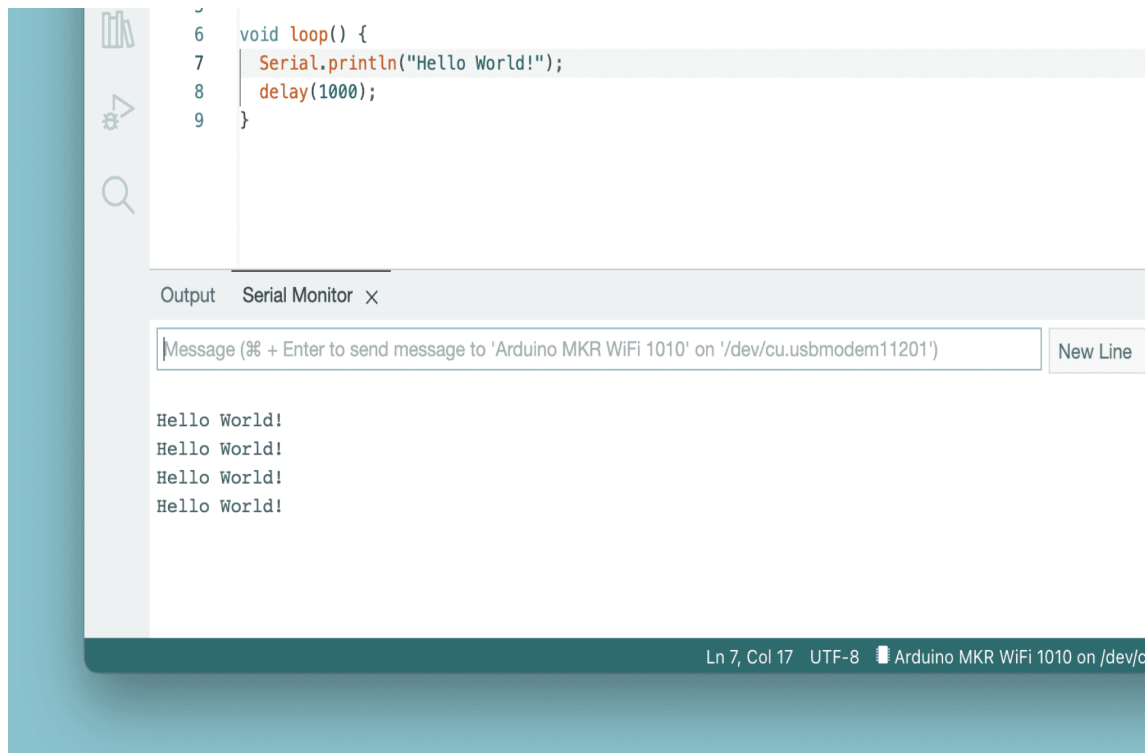 6 void loop() {
7 Serial.println("Hello World!");
8 delay(1000);
9 }
Output Serial Monitor
Message (⌘ + Enter to send message to 'Arduino MKR WiFi 1010' on '/dev/cu.usbmodem11201') New Line
Hello World!
Hello World!
Hello World!
Hello World!
Ln 7, Col 17 UTF-8 Arduino MKR WiFi 1010 on /dev/c